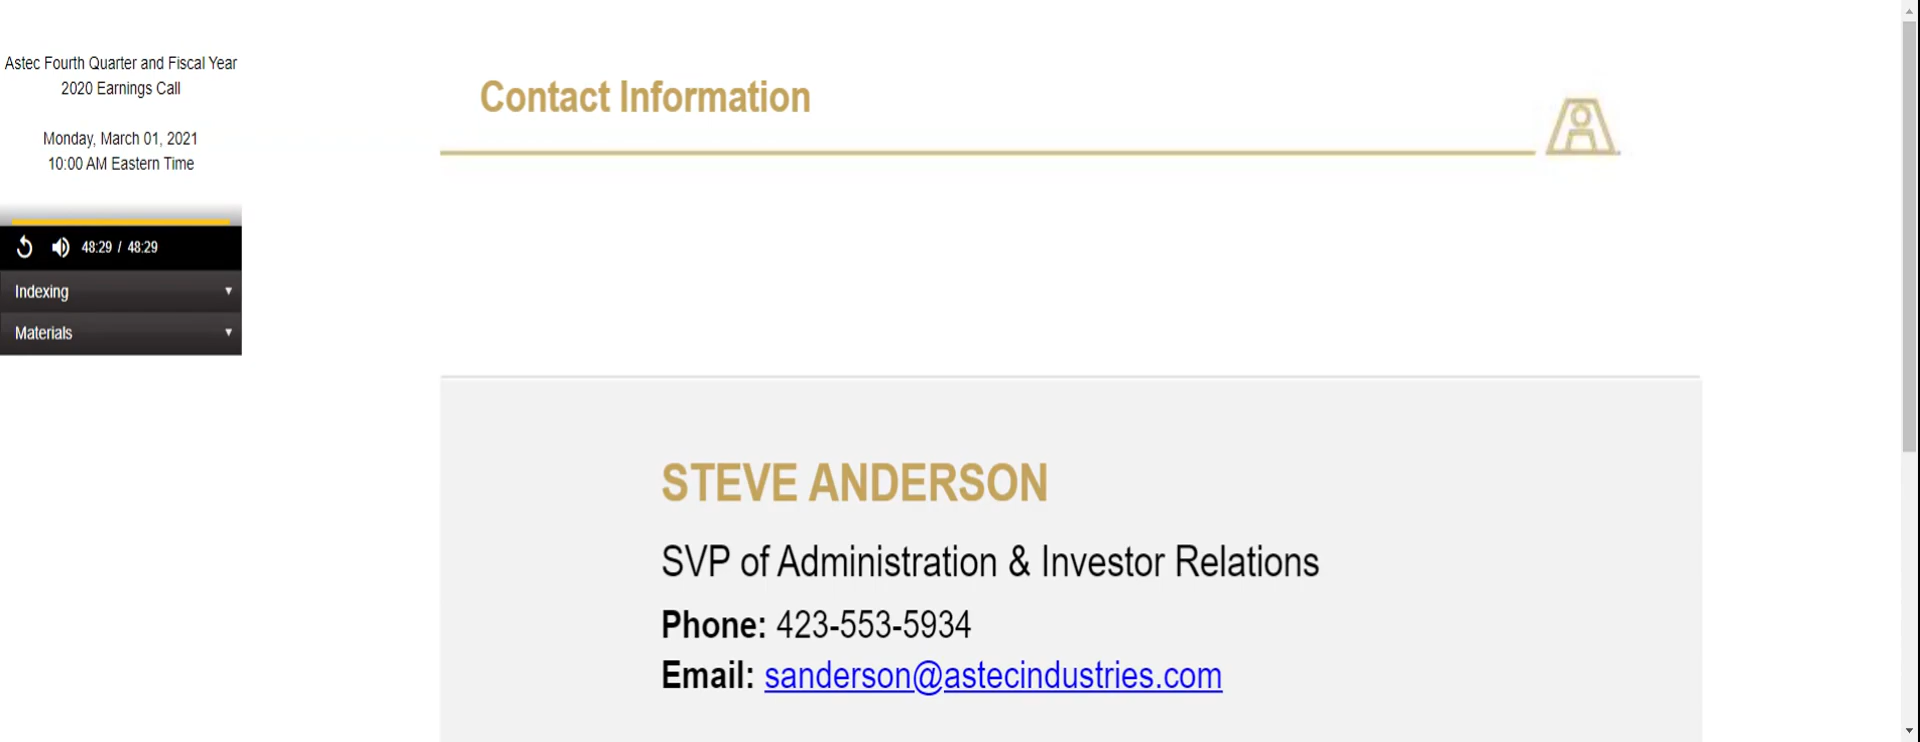 Astec Fourth Quarter and Fiscal Year
2020 Earnings Call
Monday, March 01, 2021
10:00 AM Eastern Time
48:29 / 48:29
Indexing
Materials
Contact Information
STEVE ANDERSON
SVP of Administration & Investor Relations
Phone: 423-553-5934
Email: sanderson@astecindustries.com